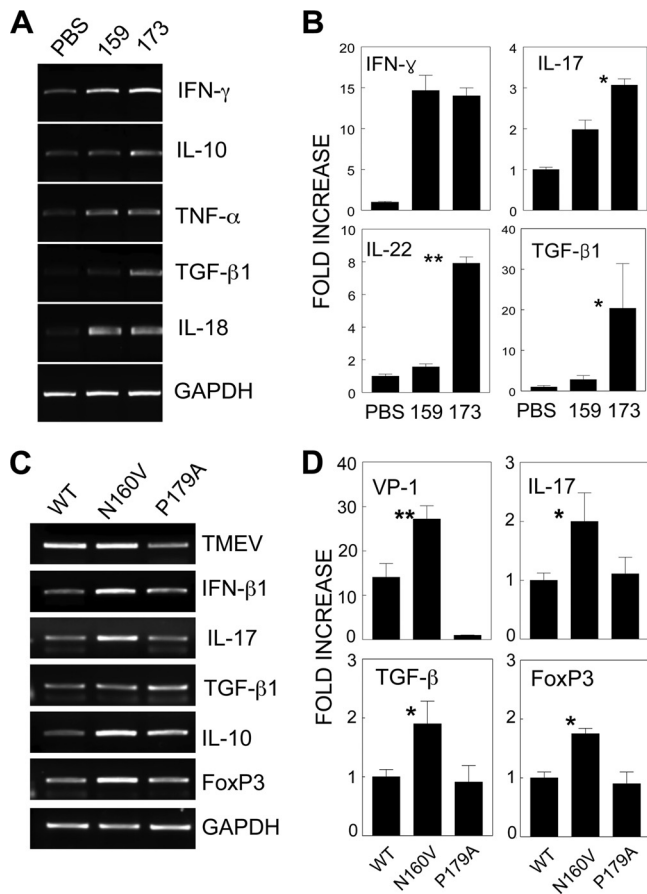 A
PBS 159 173
IFN-γ
IL-10
TNF-α
TGF-β1
IL-18
GAPDH
B
FOLD INCREASE
IFN-ɣ
20
15
10
5
0
IL-17
4
3
2
1
0
*
IL-22
8
6
4
2
0
**
PBS 159 173
TGF-β1
40
30
20
10
0
*
PBS 159 173
C
WT N160V P179A
TMEV
IFN-β1
IL-17
TGF-β1
IL-10
FoxP3
GAPDH
D
FOLD INCREASE
VP-1
40
30
20
10
0
**
IL-17
3
2
1
0
*
TGF-β
3
2
1
0
*
WT N160V P179A
FoxP3
3
2
1
0
*
WT N160V P179A